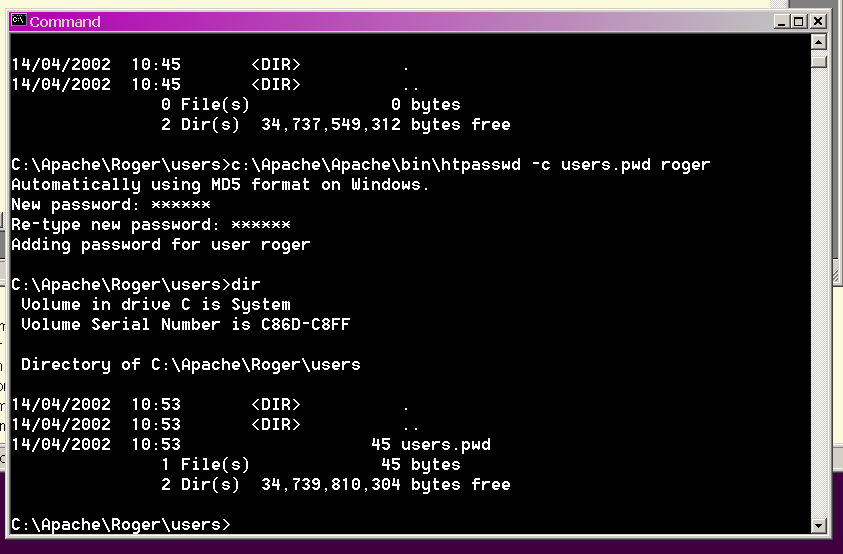 Command
14/04/2002  10:45       <DIR>          .
14/04/2002  10:45       <DIR>          ..
               0 File(s)              0 bytes
               2 Dir(s)  34,737,549,312 bytes free
C:\Apache\Roger\users>c:\Apache\Apache\bin\htpasswd -c users.pwd roger
Automatically using MD5 format on Windows.
New password: ******
Re-type new password: ******
Adding password for user roger
C:\Apache\Roger\users>dir
 Volume in drive C is System
 Volume Serial Number is C86D-C8FF
 Directory of C:\Apache\Roger\users
14/04/2002  10:53       <DIR>          .
14/04/2002  10:53       <DIR>          ..
14/04/2002  10:53                   45 users.pwd
               1 File(s)             45 bytes
               2 Dir(s)  34,739,810,304 bytes free
C:\Apache\Roger\users>